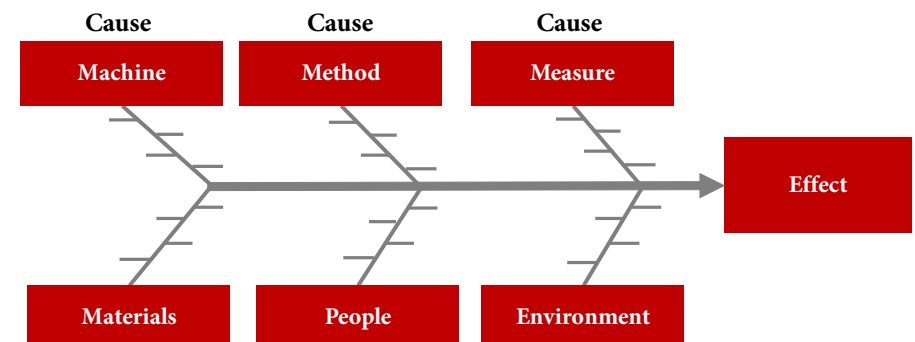 Cause
Cause
Cause
Machine
Method
Measure
Effect
Materials
People
Environment